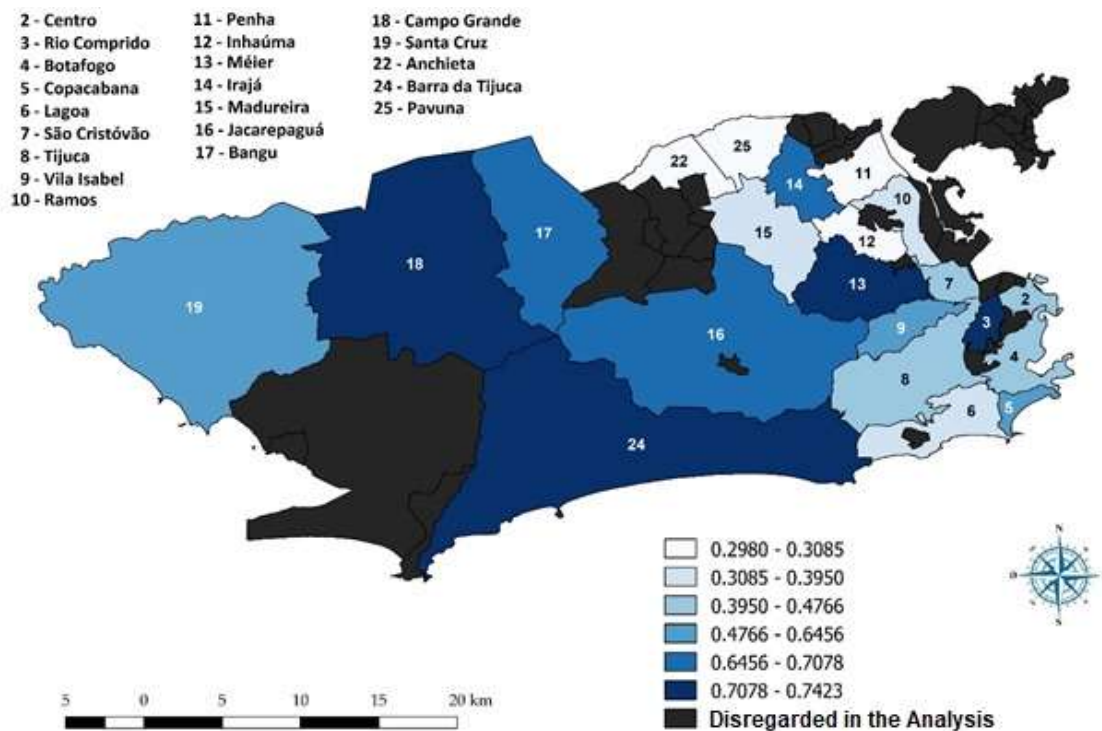 2 - Centro
3 - Rio Comprido
4 - Botafogo
5 - Copacabana
6 - Lagoa
7 - São Cristóvão
8 - Tijuca
9 - Vila Isabel
10 - Ramos
11 - Penha
12 - Inhaúma
13 - Méier
14 - Irajá
15 - Madureira
16 - Jacarepaguá
17 - Bangu
18 - Campo Grande
19 - Santa Cruz
22 - Anchieta
24 - Barra da Tijuca
25 - Pavuna
25
22
11
14
10
17
15
12
18
13
7
2
19
3
16
9
4
8
6
5
24
0.2980 - 0.3085
0.3085 - 0.3950
0.3950 - 0.4766
0.4766 - 0.6456
0.6456 - 0.7078
0.7078 - 0.7423
Disregarded in the Analysis
N
S
5 0 5 10 15 20 km